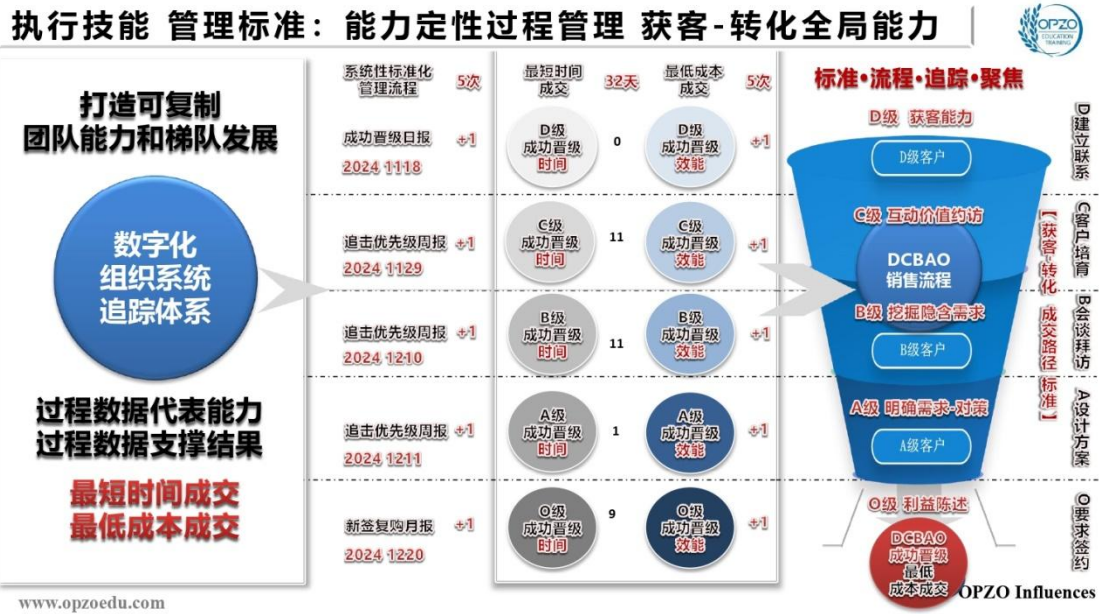 执行技能 管理标准：能力定性过程管理 获客-转化全局能力
OPZO
EDUCATION
TRAINING
打造可复制
团队能力和梯队发展
数字化
组织系统
追踪体系
过程数据代表能力
过程数据支撑结果
最短时间成交
最低成本成交
系统性标准化
管理流程
5次
成功晋级日报 +1
2024 1118
追击优先级周报 +1
2024 1129
追击优先级周报 +1
2024 1210
追击优先级周报 +1
2024 1211
新签复购月报 +1
2024 1220
最短时间
成交
32天
最低成本
成交
5次
D级
成功晋级
时间
0
D级
成功晋级
效能
+1
C级
成功晋级
时间
11
C级
成功晋级
效能
+1
B级
成功晋级
时间
11
B级
成功晋级
效能
+1
A级
成功晋级
时间
1
A级
成功晋级
效能
+1
O级
成功晋级
时间
9
O级
成功晋级
效能
+1
标准•流程•追踪•聚焦
D级 获客能力
D级客户
C级 互动价值约访
DCBAO
销售流程
B级 挖掘隐含需求
B级客户
A级 明确需求-对策
A级客户
O级 利益陈述
DCBAO
成功晋级
最低
成本成交
【获客-转化 成交路径 标准】
D建立联系
C客户培育
B会谈拜访
A设计方案
O要求签约
www.opzoedu.com
OPZO Influences